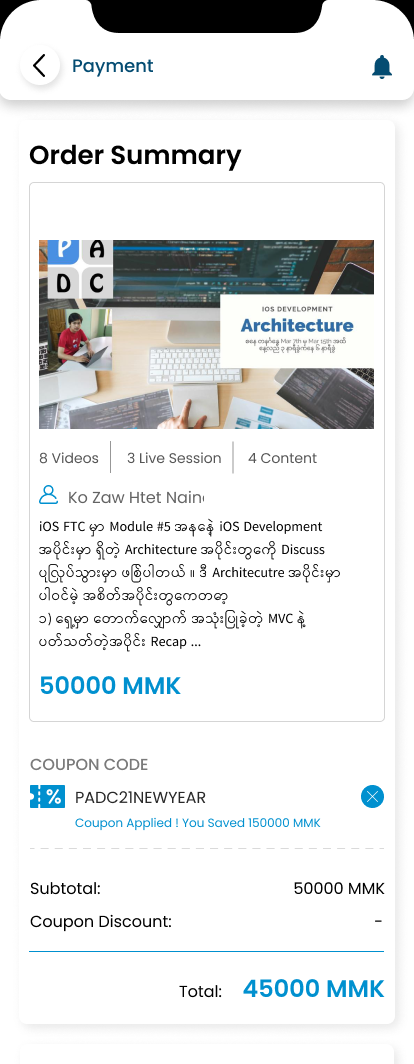 Payment
Order Summary
P A
D C
IOS DEVELOPMENT
Architecture
8 Videos
3 Live Session
4 Content
Ko Zaw Htet Nain
iOS FTC မှာ Module #5 အနေနဲ့ iOS Development
အပိုင်းမှာ ရှိတဲ့ Architecture အပိုင်းတွေကို Discuss
ပြုလုပ်သွားမှာ ဖြစ်ပါတယ် ။ ဒီ Architecutre အပိုင်းမှာ
ပါဝင်မဲ့ အစိတ်အပိုင်းတွေကတော့
၁) ရှေ့မှာ တောက်လျှောက် အသုံးပြုခဲ့တဲ့ MVC နဲ့
ပတ်သတ်တဲ့အပိုင်း Recap ...
50000 MMK
COUPON CODE
%
PADC21NEWYEAR
Coupon Applied ! You Saved 150000 MMK
Subtotal: 50000 MMK
Coupon Discount: -
Total: 45000 MMK